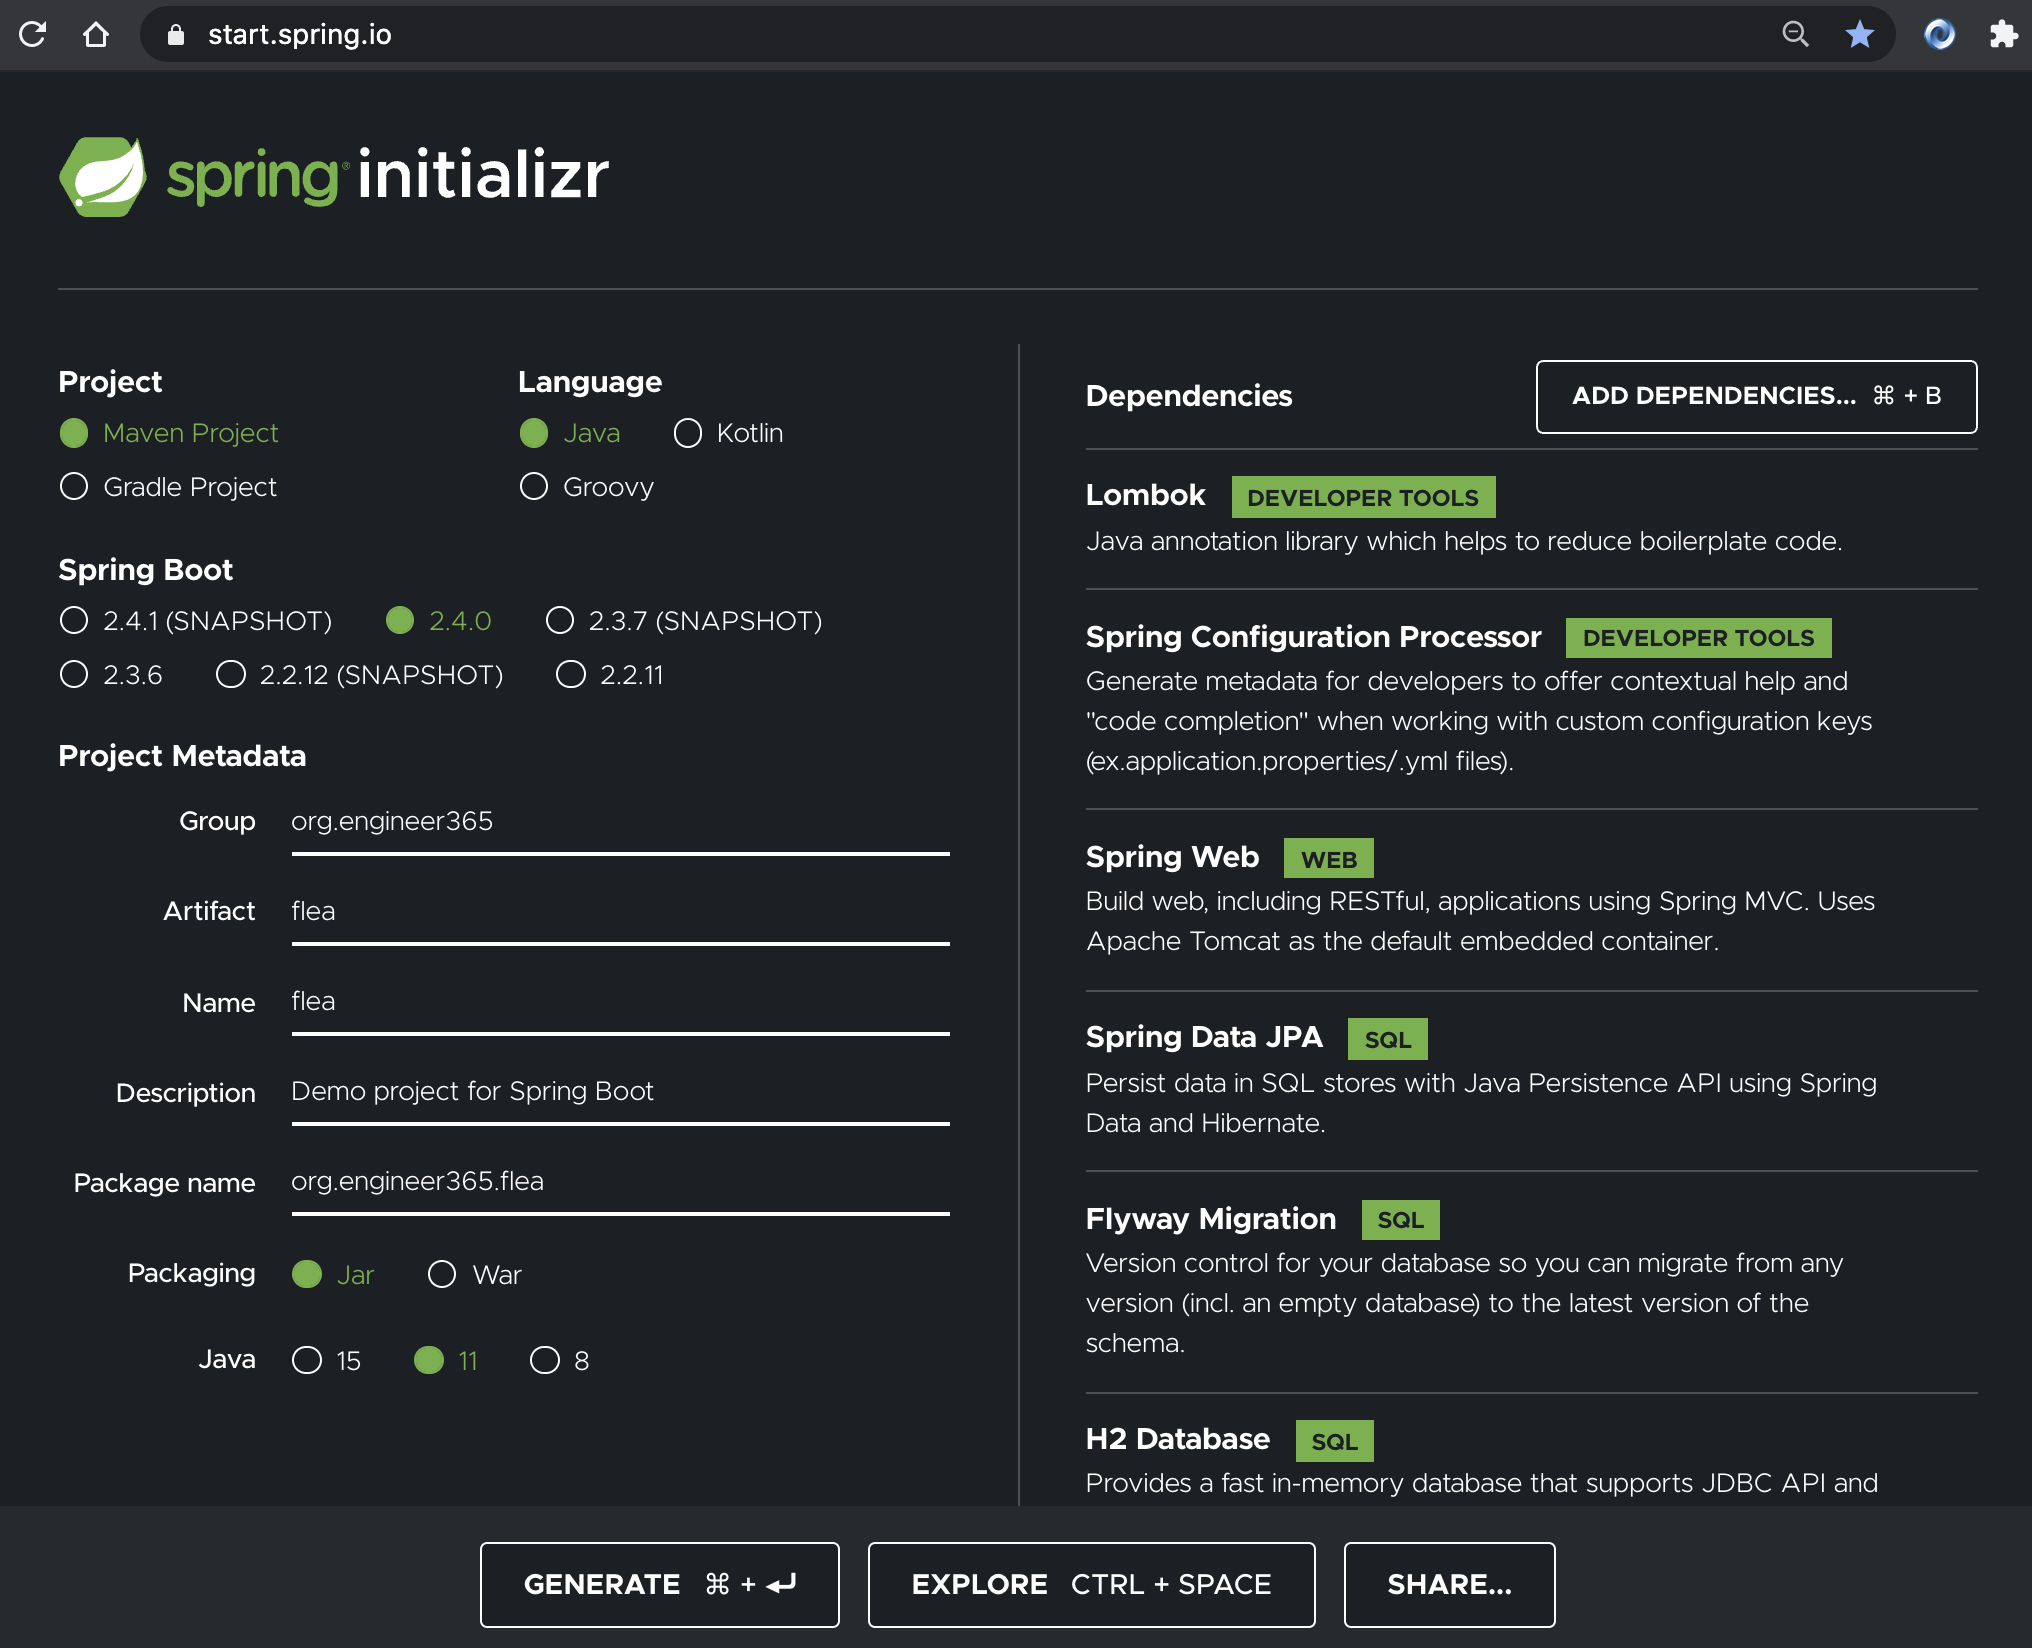 start.spring.io
spring® initializr
Project
Maven Project
Gradle Project
Language
Java Kotlin
Groovy
Spring Boot
2.4.1 (SNAPSHOT) 2.4.0 2.3.7 (SNAPSHOT)
2.3.6 2.2.12 (SNAPSHOT) 2.2.11
Project Metadata
Group org.engineer365
Artifact flea
Name flea
Description Demo project for Spring Boot
Package name org.engineer365.flea
Packaging Jar War
Java 15 11 8
Dependencies ADD DEPENDENCIES... ⌘ + B
Lombok DEVELOPER TOOLS
Java annotation library which helps to reduce boilerplate code.
Spring Configuration Processor DEVELOPER TOOLS
Generate metadata for developers to offer contextual help and
"code completion" when working with custom configuration keys
(ex.application.properties/.yml files).
Spring Web WEB
Build web, including RESTful, applications using Spring MVC. Uses
Apache Tomcat as the default embedded container.
Spring Data JPA SQL
Persist data in SQL stores with Java Persistence API using Spring
Data and Hibernate.
Flyway Migration SQL
Version control for your database so you can migrate from any
version (incl. an empty database) to the latest version of the
schema.
H2 Database SQL
Provides a fast in-memory database that supports JDBC API and
GENERATE ⌘ + ↵
EXPLORE CTRL + SPACE
SHARE...